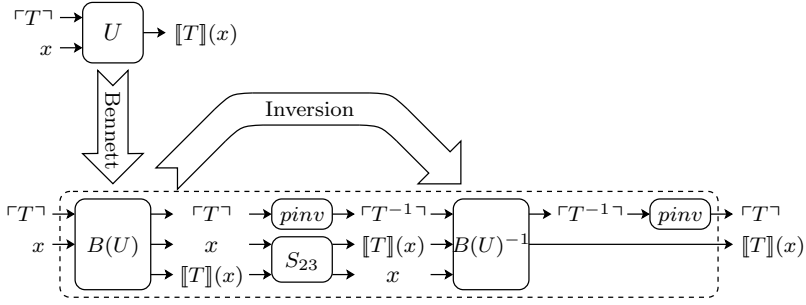 ⌜T⌝
U
⟦T⟧(x)
x
Bennett
Inversion
⌜T⌝ ⌜T⌝ pinv ⌜T⁻¹⌝ ⌜T⁻¹⌝ pinv ⌜T⌝
x B(U) x S₂₃ ⟦T⟧(x) B(U)⁻¹ ⟦T⟧(x)
⟦T⟧(x) x